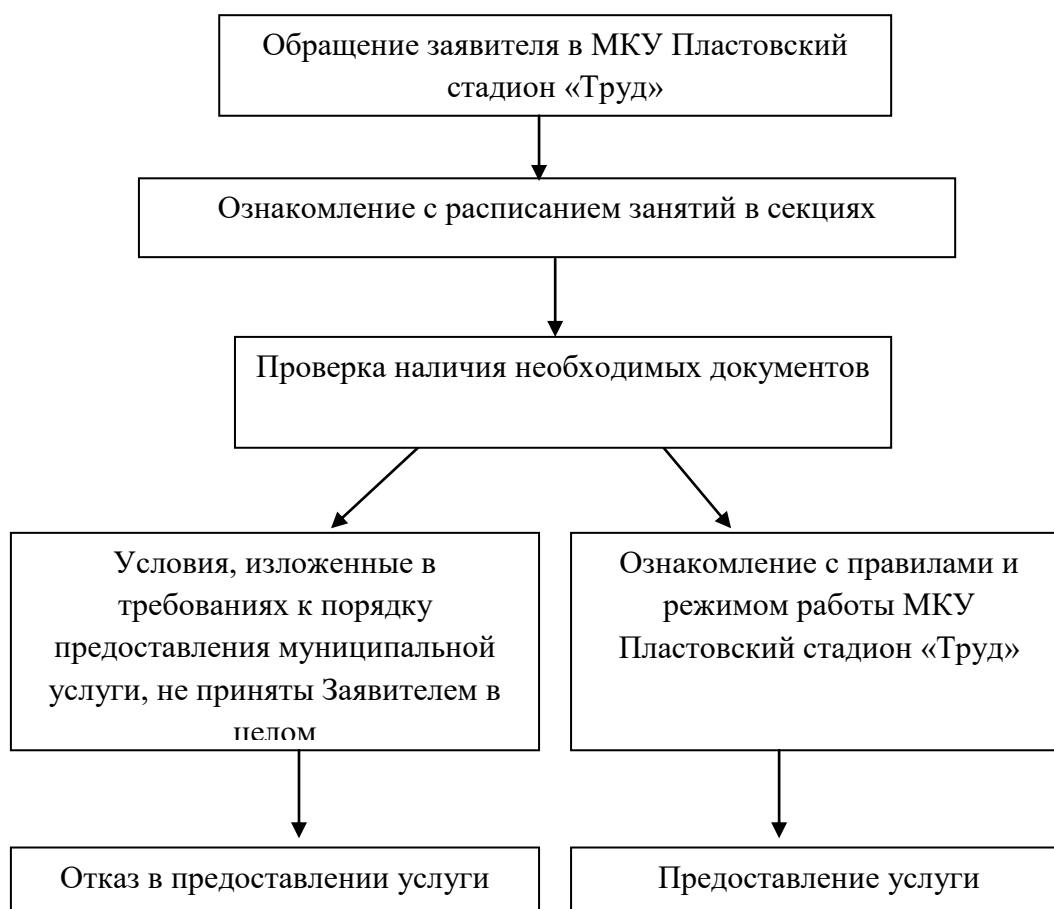 Обращение заявителя в МКУ Пластовский
стадион «Труд»
Ознакомление с расписанием занятий в секциях
Проверка наличия необходимых документов
Условия, изложенные в
требованиях к порядку
предоставления муниципальной
услуги, не приняты Заявителем в
целом
Ознакомление с правилами и
режимом работы МКУ
Пластовский стадион «Труд»
Отказ в предоставлении услуги
Предоставление услуги